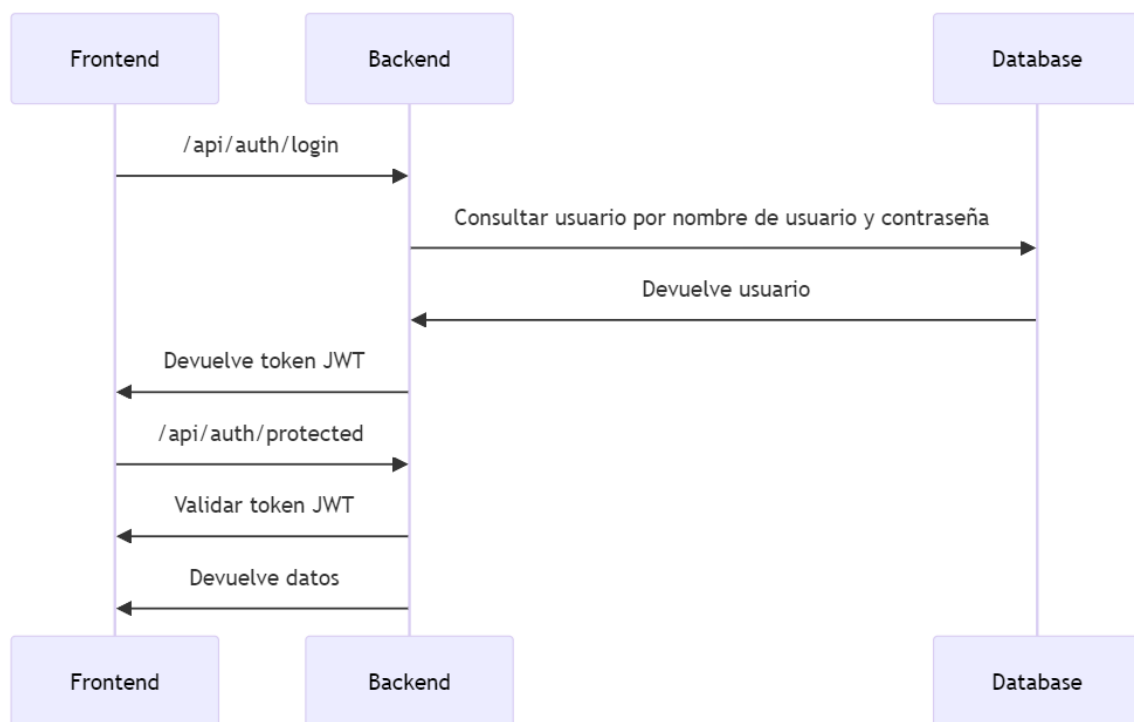 Frontend
Backend
Database
/api/auth/login
Consultar usuario por nombre de usuario y contraseña
Devuelve usuario
Devuelve token JWT
/api/auth/protected
Validar token JWT
Devuelve datos
Frontend
Backend
Database